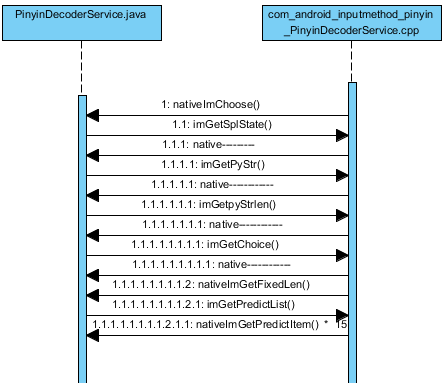 PinyinDecoderService.java
com_android_inputmethod_pinyin
_PinyinDecoderService.cpp
1: nativeImChoose()
1.1: imGetSplState()
1.1.1: native---------
1.1.1.1: imGetPyStr()
1.1.1.1.1: native------------
1.1.1.1.1.1: imGetpyStrlen()
1.1.1.1.1.1.1: native------------
1.1.1.1.1.1.1.1: imGetChoice()
1.1.1.1.1.1.1.1.1: native------------
1.1.1.1.1.1.1.1.2: nativeImGetFixedLen()
1.1.1.1.1.1.1.1.2.1: imGetPredictList()
1.1.1.1.1.1.1.1.2.1.1: nativeImGetPredictItem() * 15